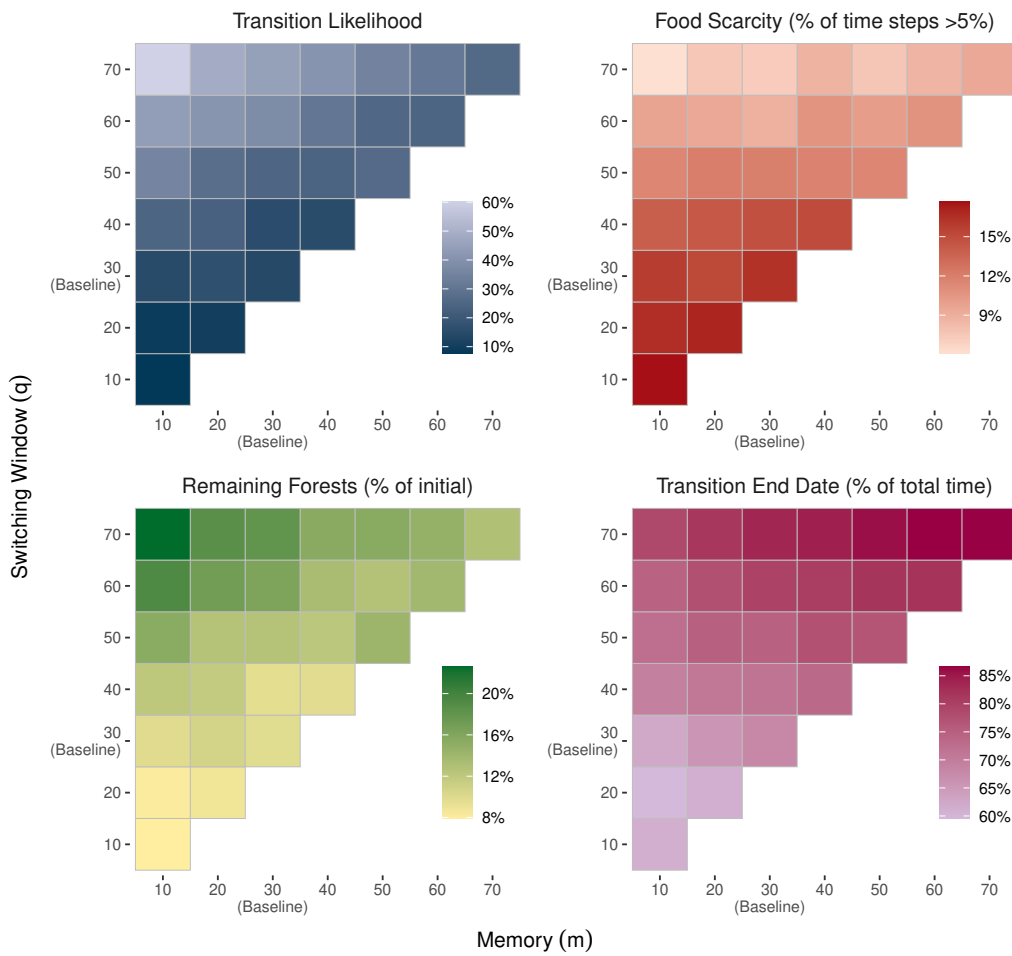 Transition Likelihood
70
60
50
40
30
(Baseline)
20
10
10 20 30 40 50 60 70
(Baseline)
60%
50%
40%
30%
20%
10%
Food Scarcity (% of time steps >5%)
70
60
50
40
30
(Baseline)
20
10
10 20 30 40 50 60 70
(Baseline)
15%
12%
9%
Switching Window (q)
Remaining Forests (% of initial)
70
60
50
40
30
(Baseline)
20
10
10 20 30 40 50 60 70
(Baseline)
20%
16%
12%
8%
Transition End Date (% of total time)
70
60
50
40
30
(Baseline)
20
10
10 20 30 40 50 60 70
(Baseline)
85%
80%
75%
70%
65%
60%
Memory (m)